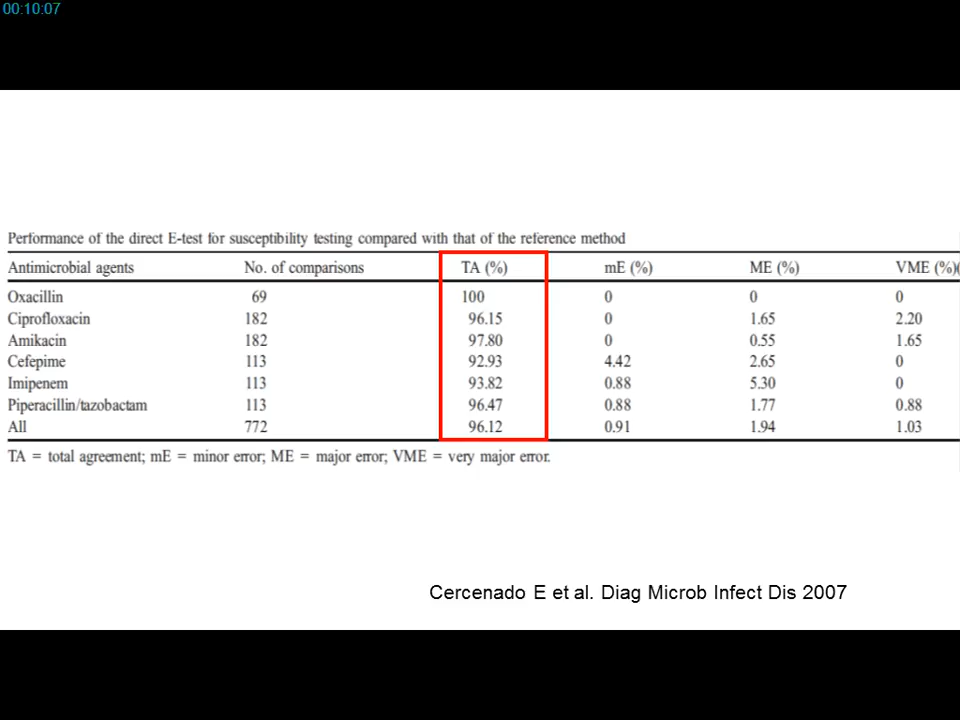 00:10:07
Performance of the direct E-test for susceptibility testing compared with that of the reference method
Antimicrobial agents No. of comparisons TA (%) mE (%) ME (%) VME (%)(
Oxacillin 69 100 0 0 0
Ciprofloxacin 182 96.15 0 1.65 2.20
Amikacin 182 97.80 0 0.55 1.65
Cefepime 113 92.93 4.42 2.65 0
Imipenem 113 93.82 0.88 5.30 0
Piperacillin/tazobactam 113 96.47 0.88 1.77 0.88
All 772 96.12 0.91 1.94 1.03
TA = total agreement; mE = minor error; ME = major error; VME = very major error.
Cercenado E et al. Diag Microb Infect Dis 2007